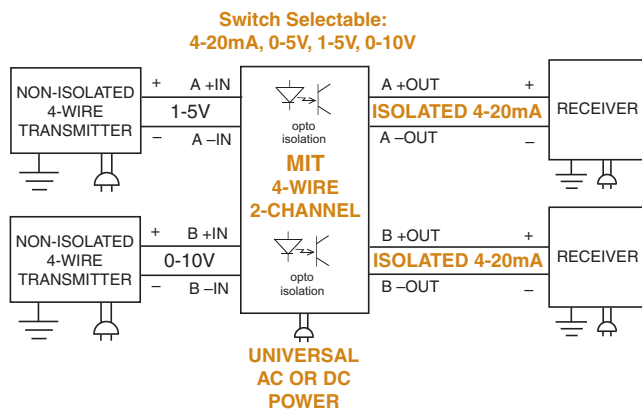 Switch Selectable:
4-20mA, 0-5V, 1-5V, 0-10V
NON-ISOLATED
4-WIRE
TRANSMITTER
+ A +IN
1-5V
– A –IN
opto
isolation
MIT
4-WIRE
2-CHANNEL
A +OUT +
ISOLATED 4-20mA
A –OUT –
RECEIVER
NON-ISOLATED
4-WIRE
TRANSMITTER
+ B +IN
0-10V
– B –IN
opto
isolation
B +OUT +
ISOLATED 4-20mA
B –OUT –
RECEIVER
UNIVERSAL
AC OR DC
POWER